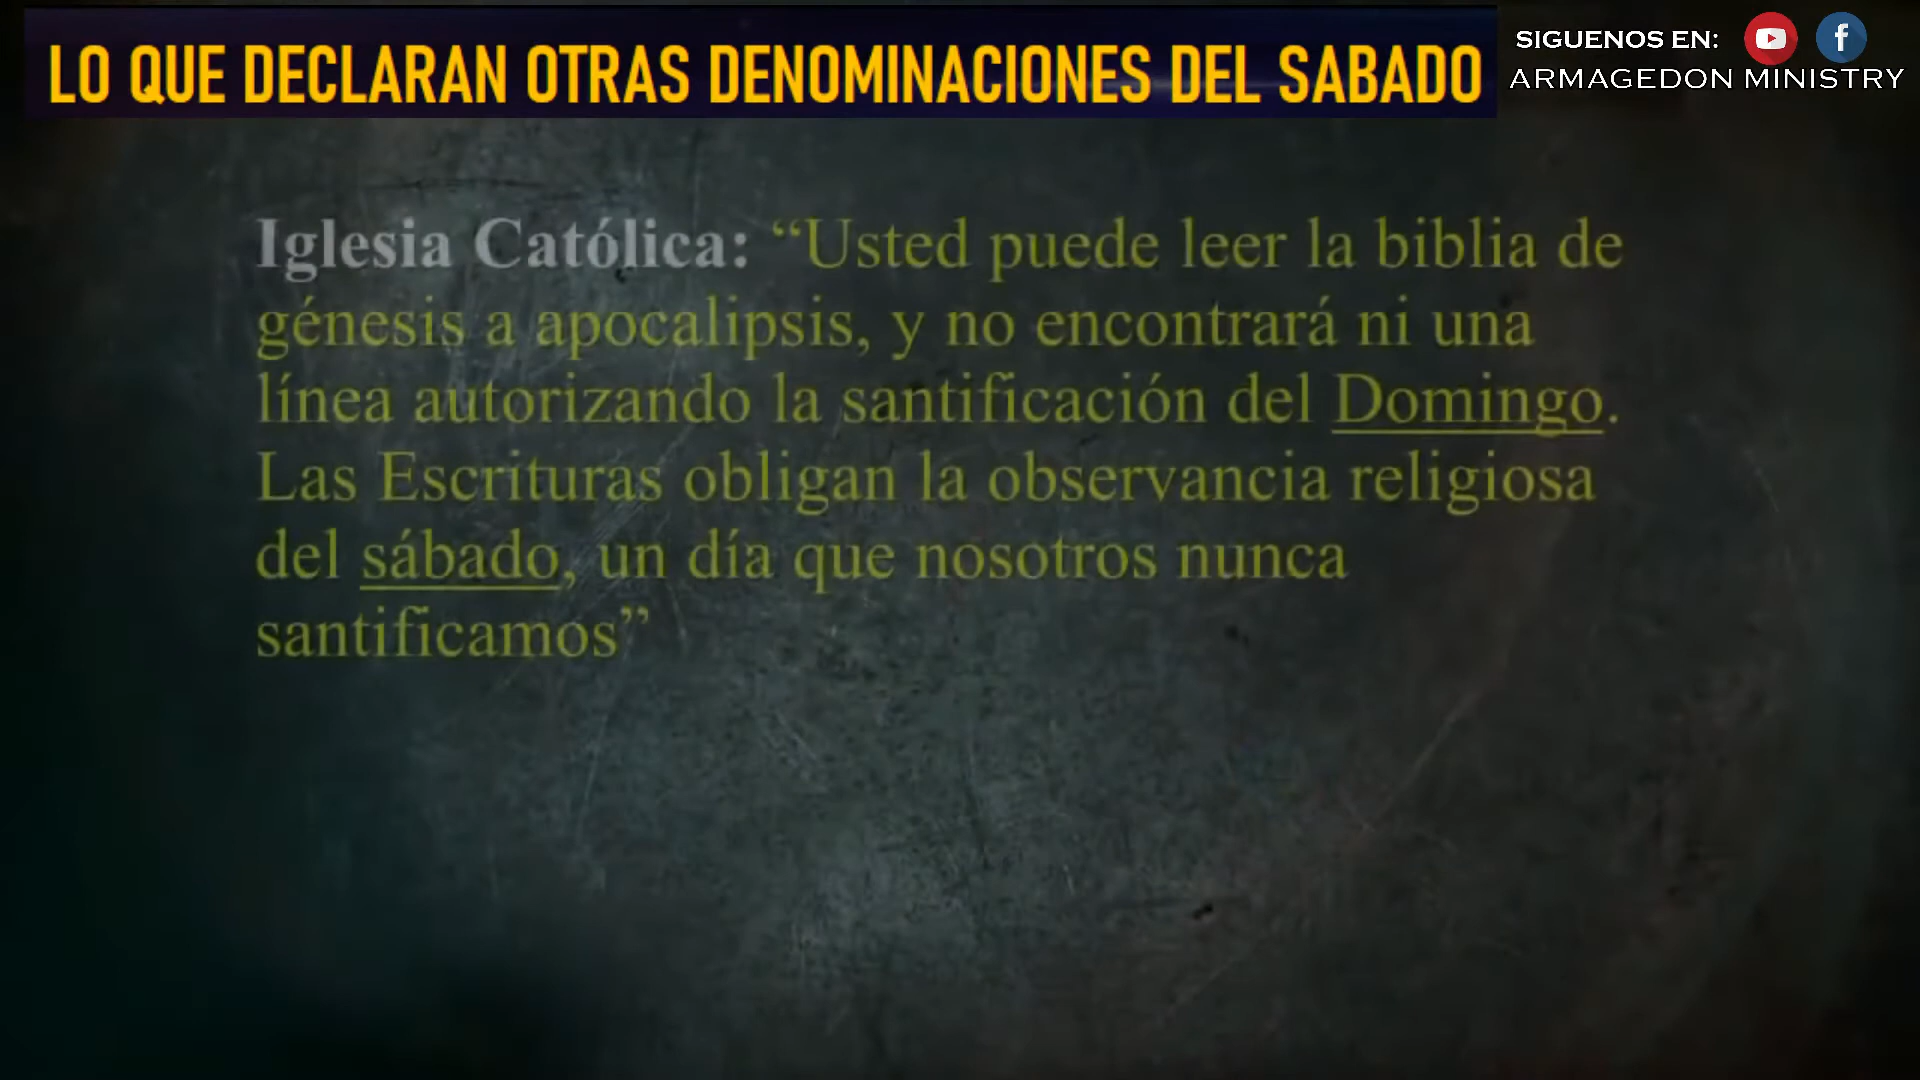 LO QUE DECLARAN OTRAS DENOMINACIONES DEL SABADO
SIGUENOS EN:
ARMAGEDON MINISTRY
Iglesia Católica: “Usted puede leer la biblia de
génesis a apocalipsis, y no encontrará ni una
línea autorizando la santificación del Domingo.
Las Escrituras obligan la observancia religiosa
del sábado, un día que nosotros nunca
santificamos”